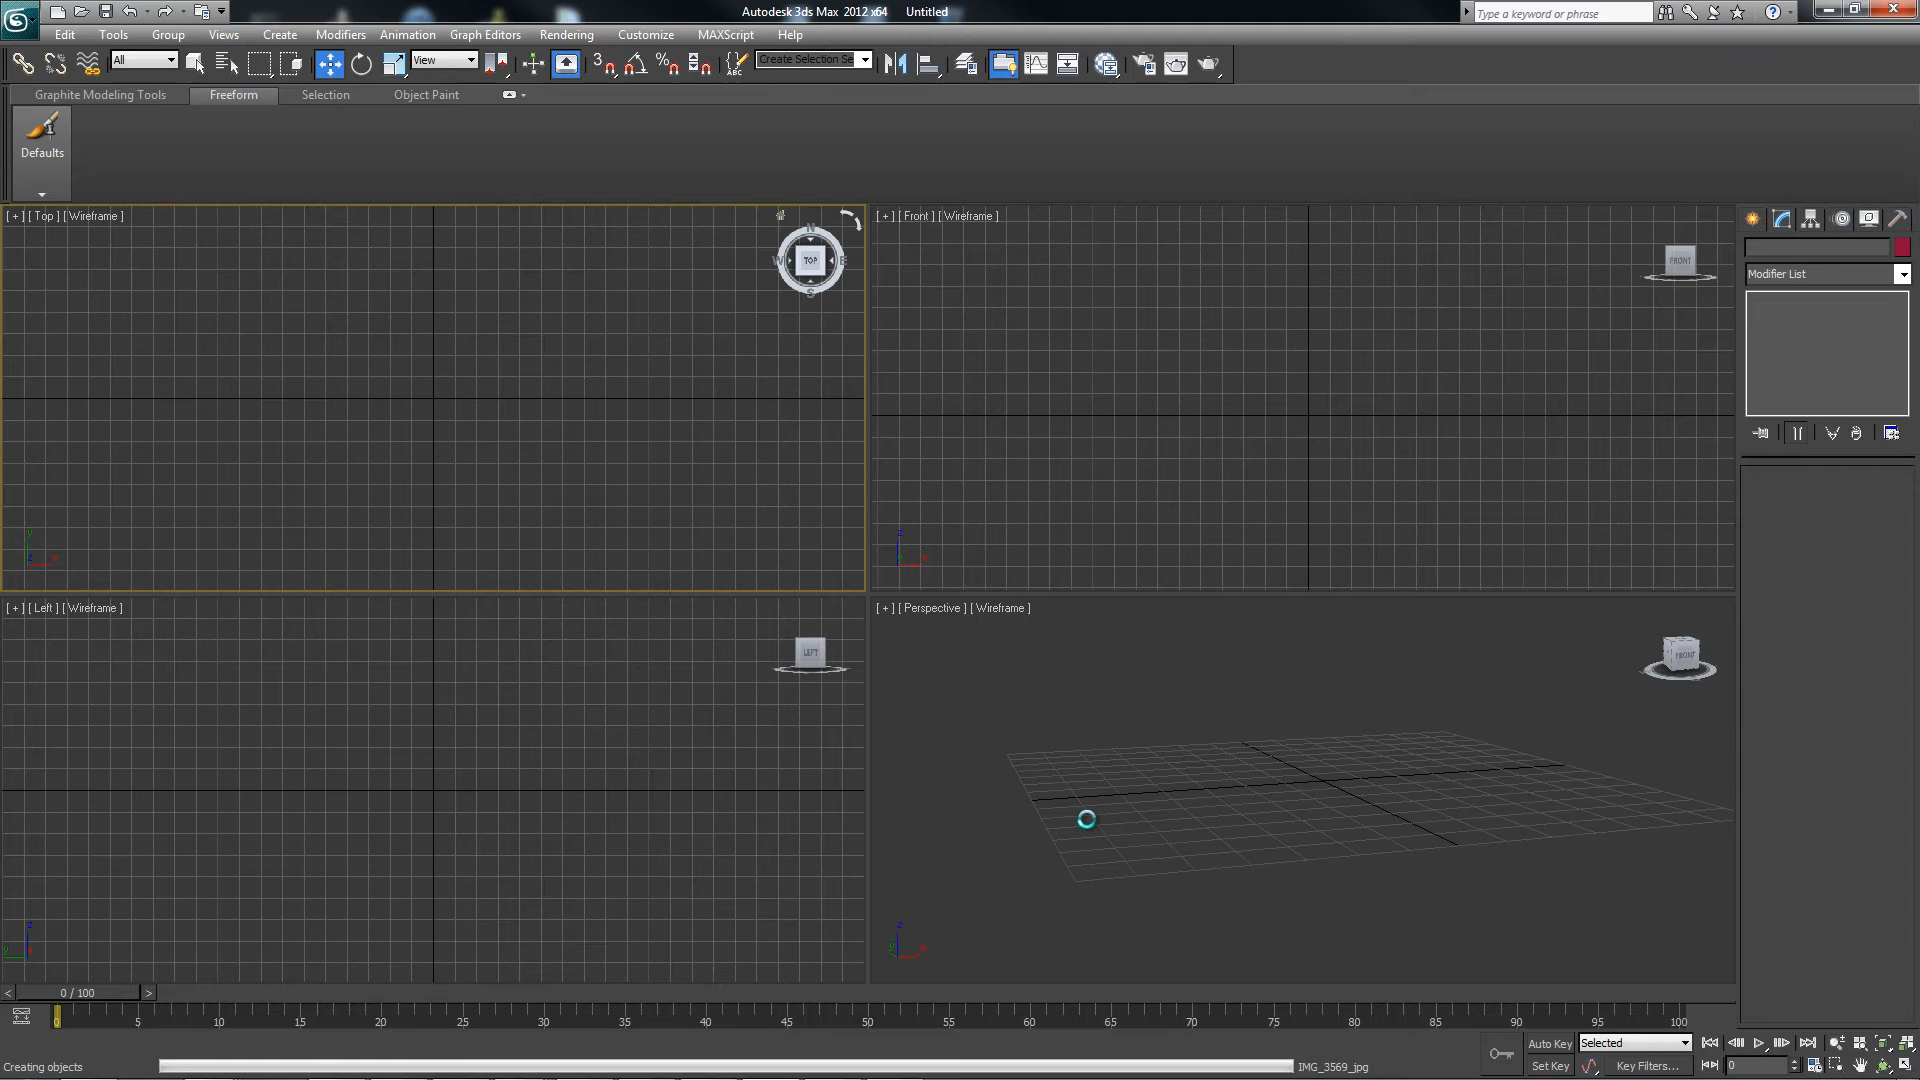 Autodesk 3ds Max 2012 x64 Untitled
Type a keyword or phrase
Edit Tools Group Views Create Modifiers Animation Graph Editors Rendering Customize MAXScript Help
All View 3 % ABC Create Selection Se
Graphite Modeling Tools Freeform Selection Object Paint
Defaults
[ + ] [ Top ] [ Wireframe ]
N
W TOP E
S
[ + ] [ Front ] [ Wireframe ]
FRONT
Modifier List
y
z x
z
x
[ + ] [ Left ] [ Wireframe ]
LEFT
[ + ] [ Perspective ] [ Wireframe ]
FRONT
z
y x
z
y x
< 0 / 100 >
0 5 10 15 20 25 30 35 40 45 50 55 60 65 70 75 80 85 90 95 100
Auto Key Selected
Creating objects IMG_3569_jpg Set Key Key Filters... 0